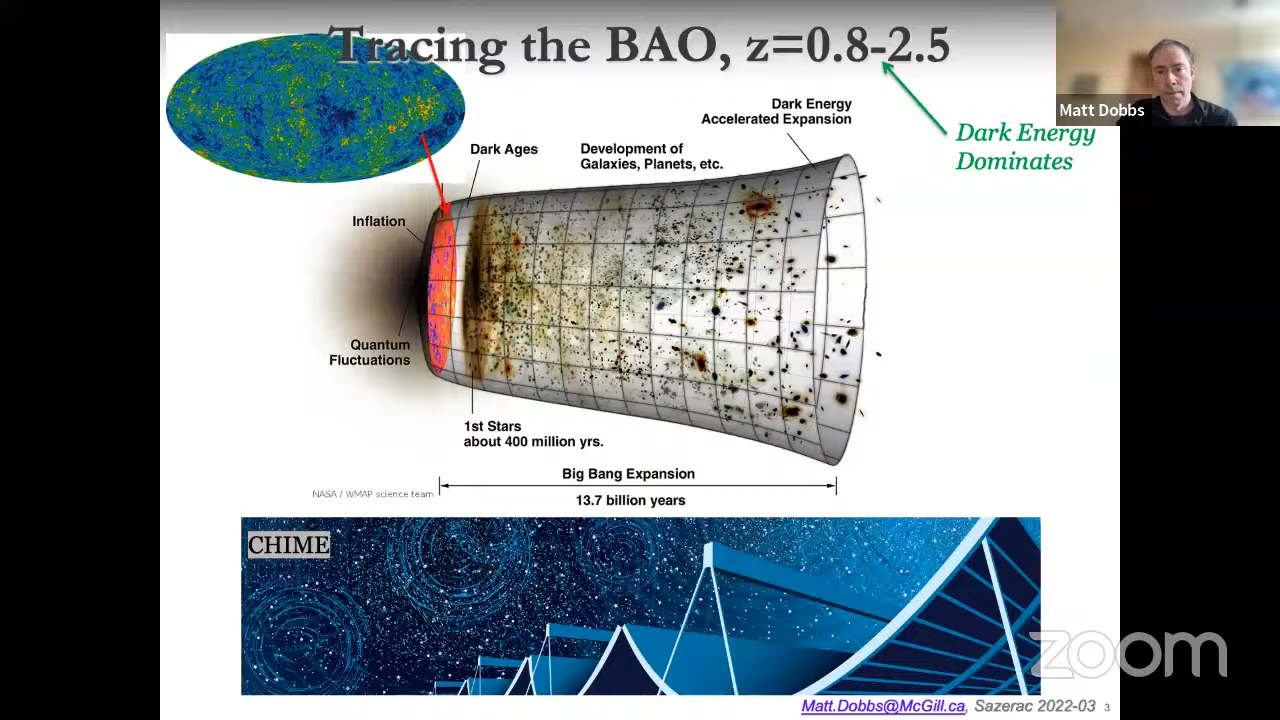 Tracing the BAO, z=0.8-2.5
Matt Dobbs
Dark Energy
Dominates
Dark Energy
Accelerated Expansion
Dark Ages
Development of
Galaxies, Planets, etc.
Inflation
Quantum
Fluctuations
1st Stars
about 400 million yrs.
Big Bang Expansion
13.7 billion years
NASA / WMAP science team
CHIME
zoom
Matt.Dobbs@McGill.ca, Sazerac 2022-03 3